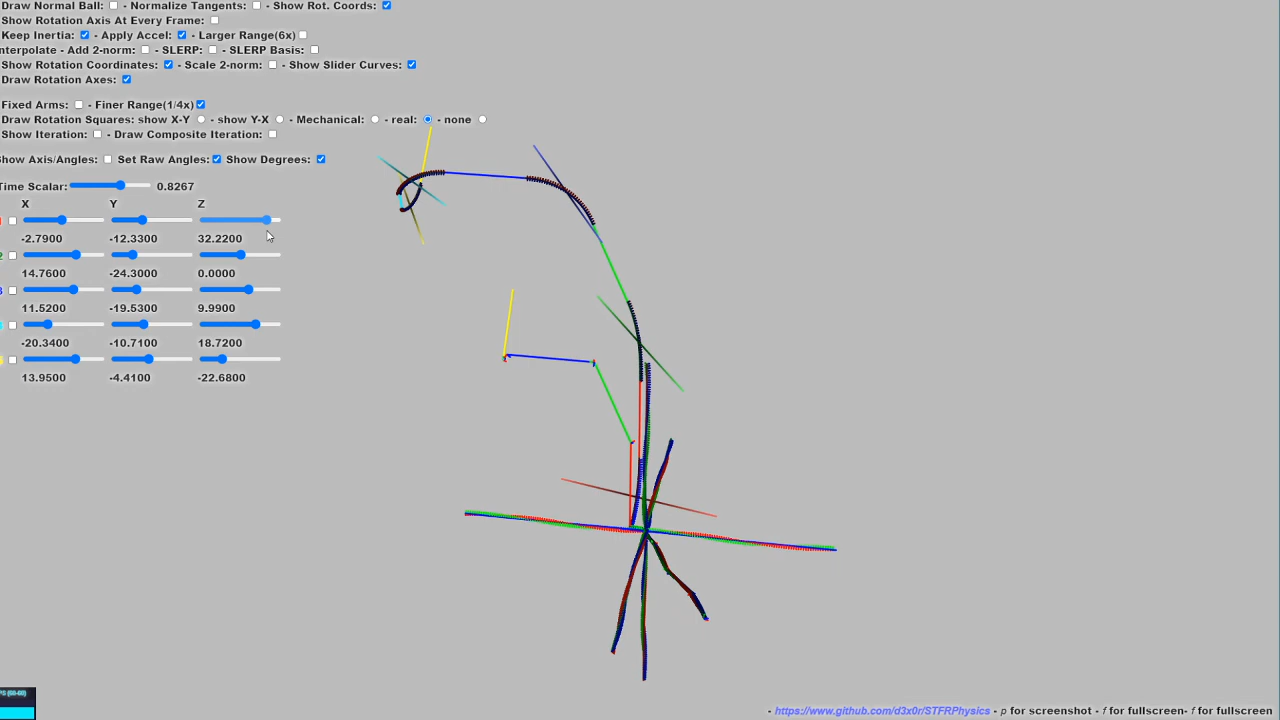 Draw Normal Ball: - Normalize Tangents: - Show Rot. Coords:
Show Rotation Axis At Every Frame:
Keep Inertia: - Apply Accel: - Larger Range(6x)
nterpolate - Add 2-norm: - SLERP: - SLERP Basis:
Show Rotation Coordinates: - Scale 2-norm: - Show Slider Curves:
Draw Rotation Axes:
Fixed Arms: - Finer Range(1/4x)
Draw Rotation Squares: show X-Y - show Y-X - Mechanical: - real: - none
Show Iteration: - Draw Composite Iteration:
Show Axis/Angles: Set Raw Angles: Show Degrees:
Time Scalar: 0.8267
X Y Z
-2.7900 -12.3300 32.2200
2
14.7600 -24.3000 0.0000
3
11.5200 -19.5300 9.9900
-20.3400 -10.7100 18.7200
13.9500 -4.4100 -22.6800
- https://www.github.com/d3x0r/STFRPhysics - p for screenshot - f for fullscreen- f for fullscreen